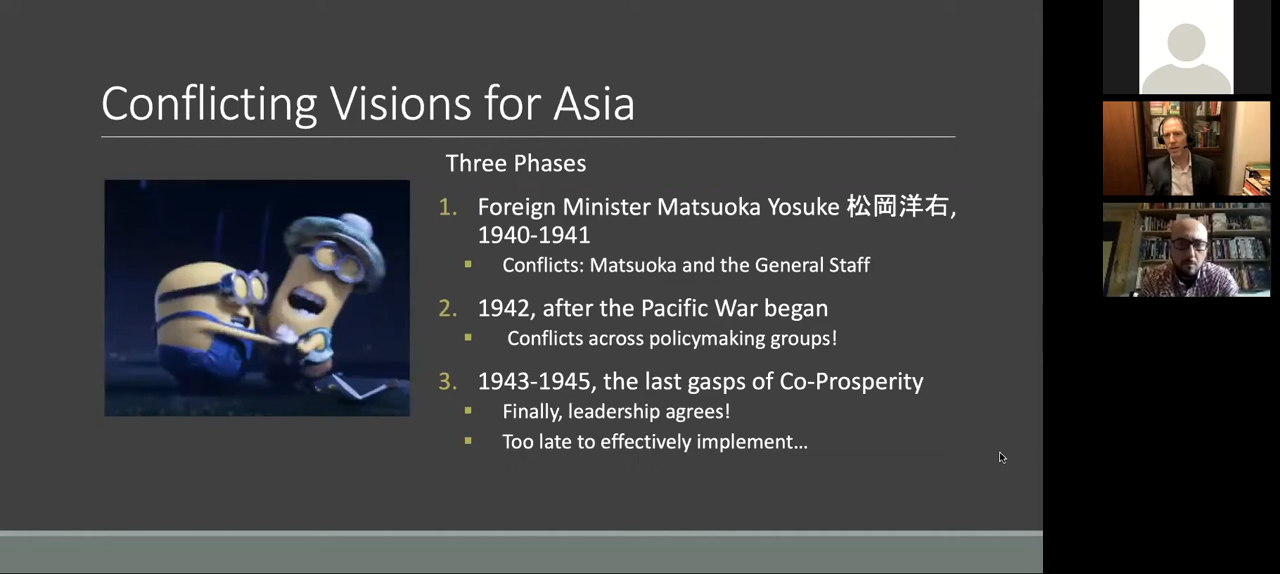 Conflicting Visions for Asia
Three Phases
1. Foreign Minister Matsuoka Yosuke 松岡洋右,
1940-1941
Conflicts: Matsuoka and the General Staff
2. 1942, after the Pacific War began
Conflicts across policymaking groups!
3. 1943-1945, the last gasps of Co-Prosperity
Finally, leadership agrees!
Too late to effectively implement...